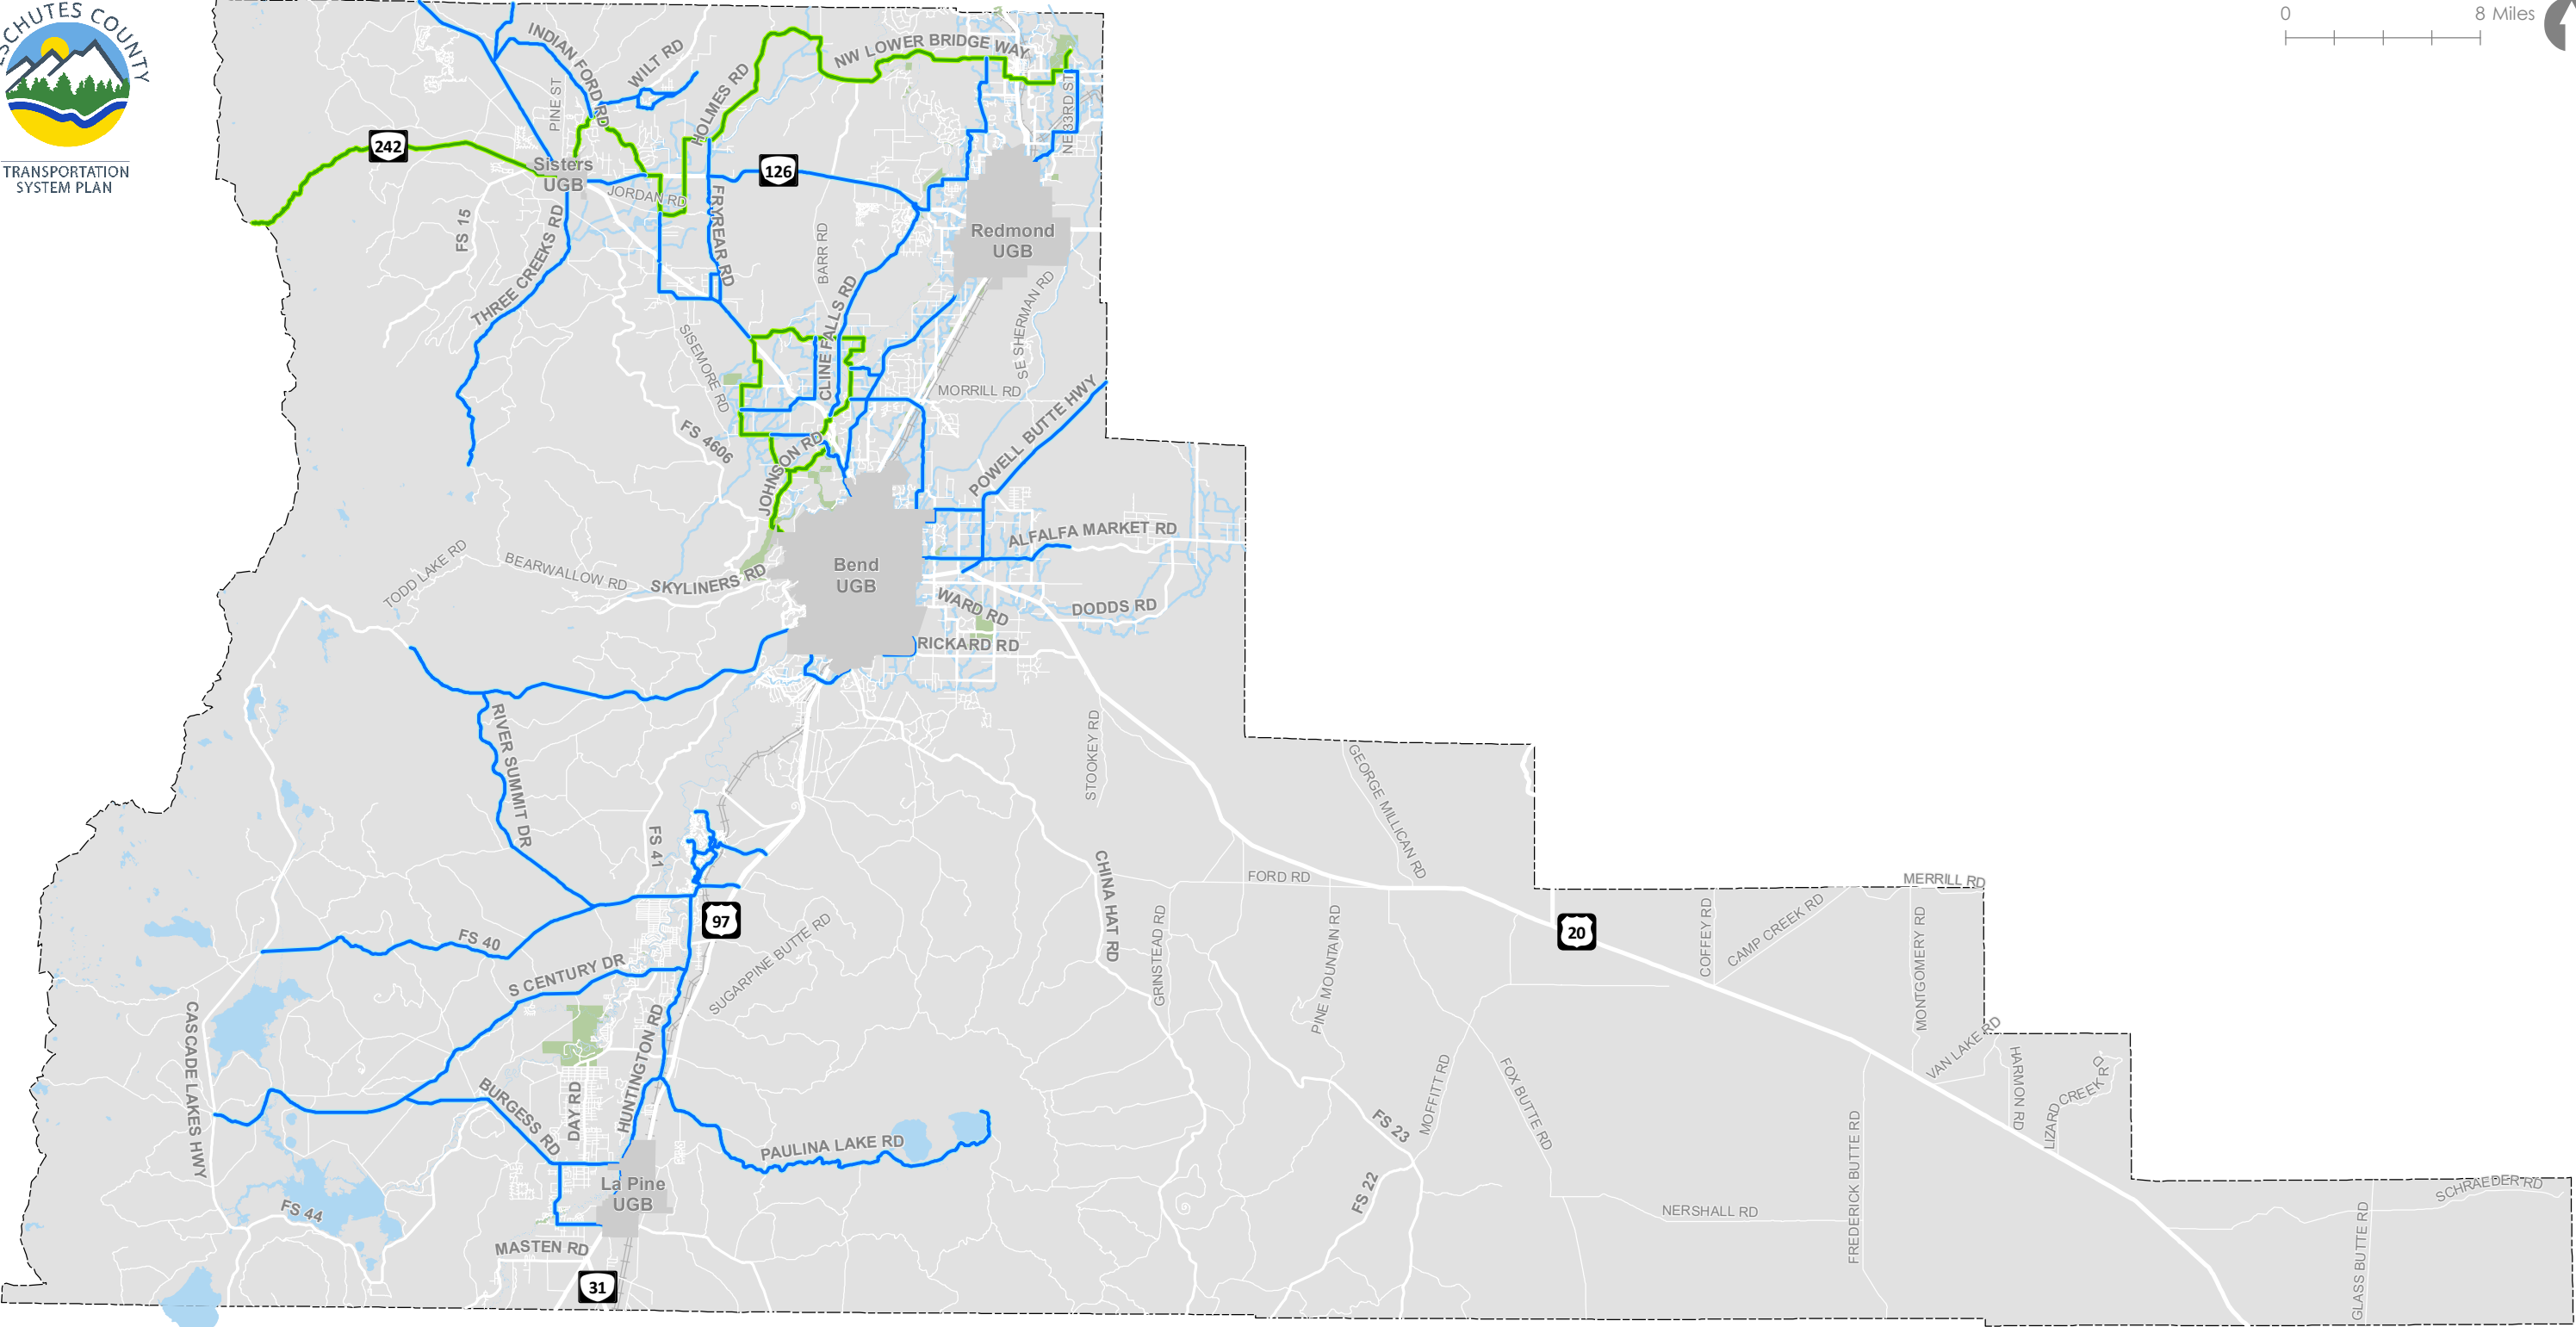 SCHUTES COUNTY
TRANSPORTATION
SYSTEM PLAN
0
8 Miles
INDIAN FORD RD
WILT RD
NW LOWER BRIDGE WAY
PINE ST
HOLMES RD
NE 33RD ST
242
126
Sisters
UGB
JORDAN RD
FRYREAR RD
FS 15
THREE CREEKS RD
BARR RD
Redmond
UGB
CLINE FALLS RD
SE SHERMAN RD
SISEMORE RD
MORRILL RD
POWELL BUTTE HWY
FS 4606
JOHNSON RD
ALFALFA MARKET RD
TODD LAKE RD
BEARWALLOW RD
SKYLINERS RD
Bend
UGB
WARD RD
DODDS RD
RICKARD RD
RIVER SUMMIT DR
STOOKEY RD
GEORGE MILLICAN RD
FS 41
CHINA HAT RD
FORD RD
MERRILL RD
97
20
SUGARPINE BUTTE RD
GRINSTEAD RD
PINE MOUNTAIN RD
COFFEY RD
CAMP CREEK RD
MONTGOMERY RD
FS 40
S CENTURY DR
CASCADE LAKES HWY
HUNTINGTON RD
VAN LAKE RD
HARMON RD
LIZARD CREEK RD
BURGESS RD
DAY RD
MOFFITT RD
FOX BUTTE RD
FS 23
PAULINA LAKE RD
FREDERICK BUTTE RD
La Pine
UGB
FS 22
FS 44
NERSHALL RD
SCHRAEDER RD
GLASS BUTTE RD
MASTEN RD
31